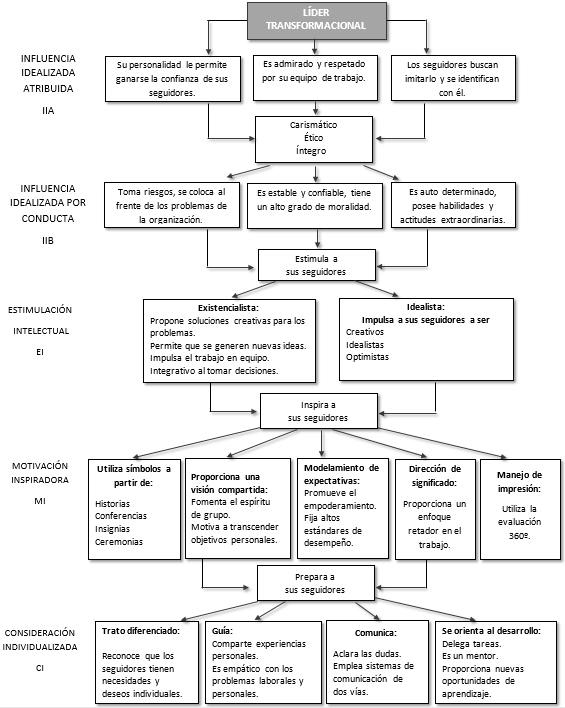 LÍDER
TRANSFORMACIONAL
INFLUENCIA
IDEALIZADA
ATRIBUIDA
IIA
Su personalidad le permite
ganarse la confianza de sus
seguidores.
Es admirado y respetado
por su equipo de trabajo.
Los seguidores buscan
imitarlo y se identifican
con él.
Carismático
Ético
Íntegro
INFLUENCIA
IDEALIZADA POR
CONDUCTA
IIB
Toma riesgos, se coloca al
frente de los problemas de
la organización.
Es estable y confiable, tiene
un alto grado de moralidad.
Es auto determinado,
posee habilidades y
actitudes extraordinarias.
Estimula a
sus seguidores
ESTIMULACIÓN
INTELECTUAL
EI
Existencialista:
Propone soluciones creativas para los
problemas.
Permite que se generen nuevas ideas.
Impulsa el trabajo en equipo.
Integrativo al tomar decisiones.
Idealista:
Impulsa a sus seguidores a ser
Creativos
Idealistas
Optimistas
Inspira a
sus seguidores
MOTIVACIÓN
INSPIRADORA
MI
Utiliza símbolos a
partir de:
Historias
Conferencias
Insignias
Ceremonias
Proporciona una
visión compartida:
Fomenta el espíritu
de grupo.
Motiva a transcender
objetivos personales.
Modelamiento de
expectativas:
Promueve el
empoderamiento.
Fija altos
estándares de
desempeño.
Dirección de
significado:
Proporciona un
enfoque
retador en el
trabajo.
Manejo de
impresión:
Utiliza la
evaluación
360º.
Prepara a
sus seguidores
CONSIDERACIÓN
INDIVIDUALIZADA
CI
Trato diferenciado:
Reconoce que los
seguidores tienen
necesidades y
deseos individuales.
Guía:
Comparte experiencias
personales.
Es empático con los
problemas laborales y
personales.
Comunica:
Aclara las dudas.
Emplea sistemas de
comunicación de
dos vías.
Se orienta al desarrollo:
Delega tareas.
Es un mentor.
Proporciona nuevas
oportunidades de
aprendizaje.